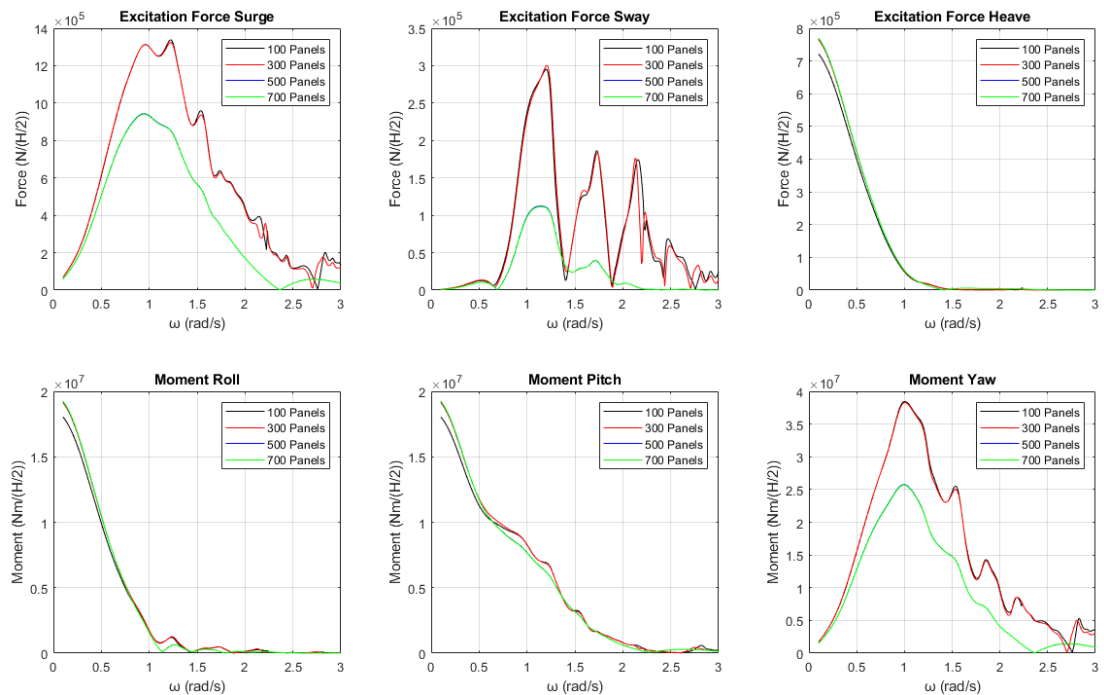 Excitation Force Surge
× 10^5
14
12
10
8
6
4
2
0
Force (N/(H/2))
0 0.5 1 1.5 2 2.5 3
ω (rad/s)
100 Panels
300 Panels
500 Panels
700 Panels
Excitation Force Sway
× 10^5
3.5
3
2.5
2
1.5
1
0.5
0
Force (N/(H/2))
0 0.5 1 1.5 2 2.5 3
ω (rad/s)
100 Panels
300 Panels
500 Panels
700 Panels
Excitation Force Heave
× 10^5
8
7
6
5
4
3
2
1
0
Force (N/(H/2))
0 0.5 1 1.5 2 2.5 3
ω (rad/s)
100 Panels
300 Panels
500 Panels
700 Panels
Moment Roll
× 10^7
2
1.5
1
0.5
0
Moment (Nm/(H/2))
0 0.5 1 1.5 2 2.5 3
ω (rad/s)
100 Panels
300 Panels
500 Panels
700 Panels
Moment Pitch
× 10^7
2
1.5
1
0.5
0
Moment (Nm/(H/2))
0 0.5 1 1.5 2 2.5 3
ω (rad/s)
100 Panels
300 Panels
500 Panels
700 Panels
Moment Yaw
× 10^7
4
3.5
3
2.5
2
1.5
1
0.5
0
Moment (Nm/(H/2))
0 0.5 1 1.5 2 2.5 3
ω (rad/s)
100 Panels
300 Panels
500 Panels
700 Panels